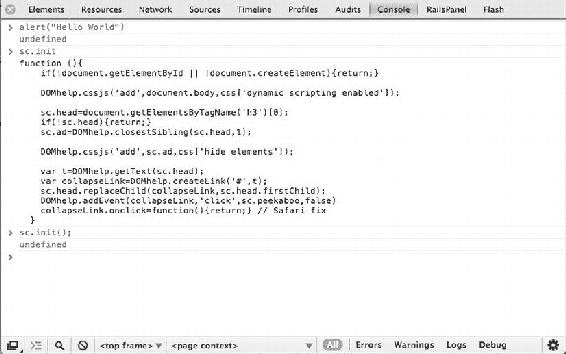 Elements Resources Network Sources Timeline Profiles Audits Console RailsPanel Flash
> alert("Hello World")
undefined
> sc.init
function (){
if(!document.getElementById || !document.createElement){return;}
DOMhelp.cssjs('add',document.body,css['dynamic scripting enabled']);
sc.head=document.getElementsByTagName('h3')[0];
if(!sc.head){return;}
sc.ad=DOMhelp.closestSibling(sc.head,1);
DOMhelp.cssjs('add',sc.ad,css['hide elements']);
var t=DOMhelp.getText(sc.head);
var collapseLink=DOMhelp.createLink('#',t);
sc.head.replaceChild(collapseLink,sc.head.firstChild);
DOMhelp.addEvent(collapseLink,'click',sc.peekaboo,false)
collapseLink.onclick=function(){return;} // Safari fix
}
> sc.init();
undefined
>
<top frame> ▼ <page context> ▼ All Errors Warnings Logs Debug